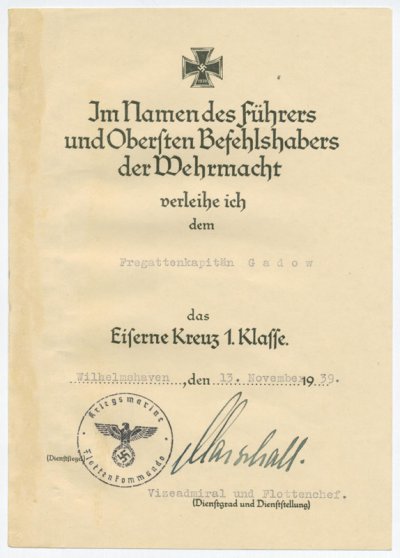 Im Namen des Führers
und Obersten Befehlshabers
der Wehrmacht
verleihe ich
dem
Fregattenkapitän Gadow
das
Eiserne Kreuz 1. Klasse.
Wilhelmshaven, den 13. November 1939.
Kriegsmarine
Flottenkommando
(Dienstsiegel)
Marschall.
Vizeadmiral und Flottenchef.
(Dienstgrad und Dienststellung)